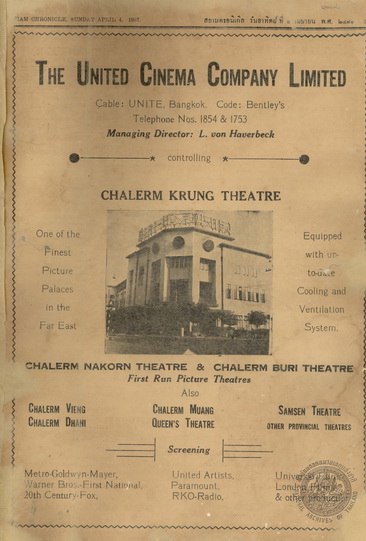 SIAM CHRONICLE, SUNDAY APRIL 4, 1937.
THE UNITED CINEMA COMPANY LIMITED
Cable: UNITE, Bangkok. Code: Bentley's
Telephone Nos. 1854 & 1753
Managing Director: L. von Haverbeck
controlling
CHALERM KRUNG THEATRE
One of the
Finest
Picture
Palaces
in the
Far East
Equipped
with up-
to-date
Cooling and
Ventilation
System.
CHALERM NAKORN THEATRE & CHALERM BURI THEATRE
First Run Picture Theatres
Also
CHALERM VIENG
CHALERM DHANI
CHALERM MUANG
QUEEN'S THEATRE
SAMSEN THEATRE
OTHER PROVINCIAL THEATRES
Screening
Metro-Goldwyn-Mayer,
Warner Bros.-First National,
20th Century-Fox,
United Artists,
Paramount,
RKO-Radio,
London
& other